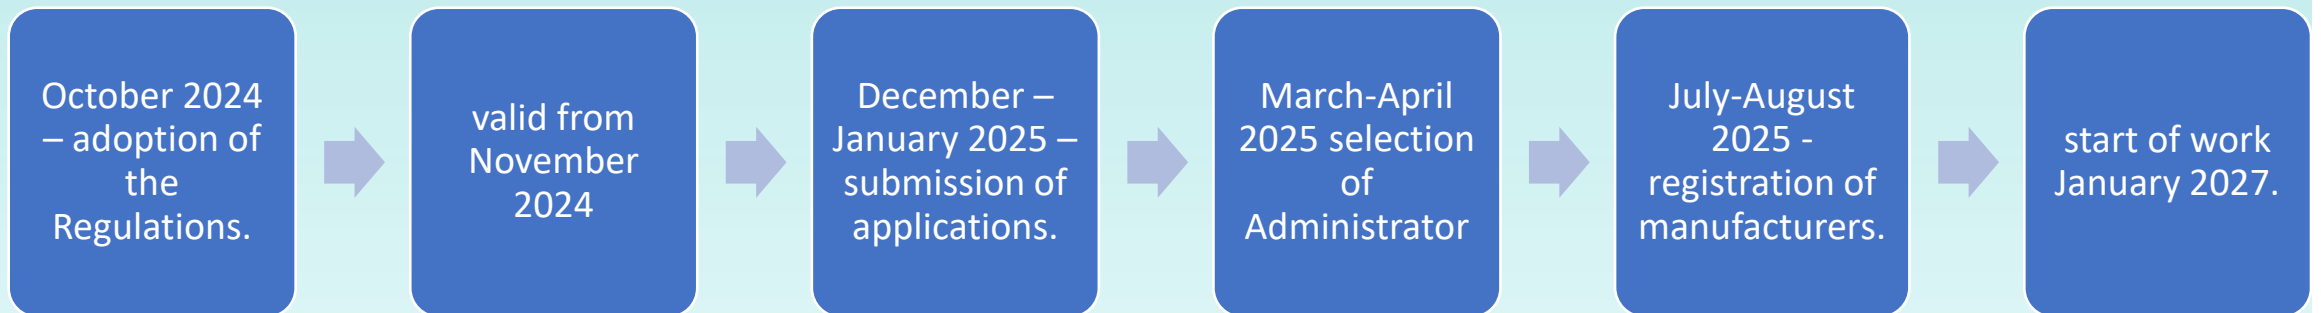 October 2024
– adoption of
the
Regulations.
valid from
November
2024
December –
January 2025 –
submission of
applications.
March-April
2025 selection
of
Administrator
July-August
2025 -
registration of
manufacturers.
start of work
January 2027.